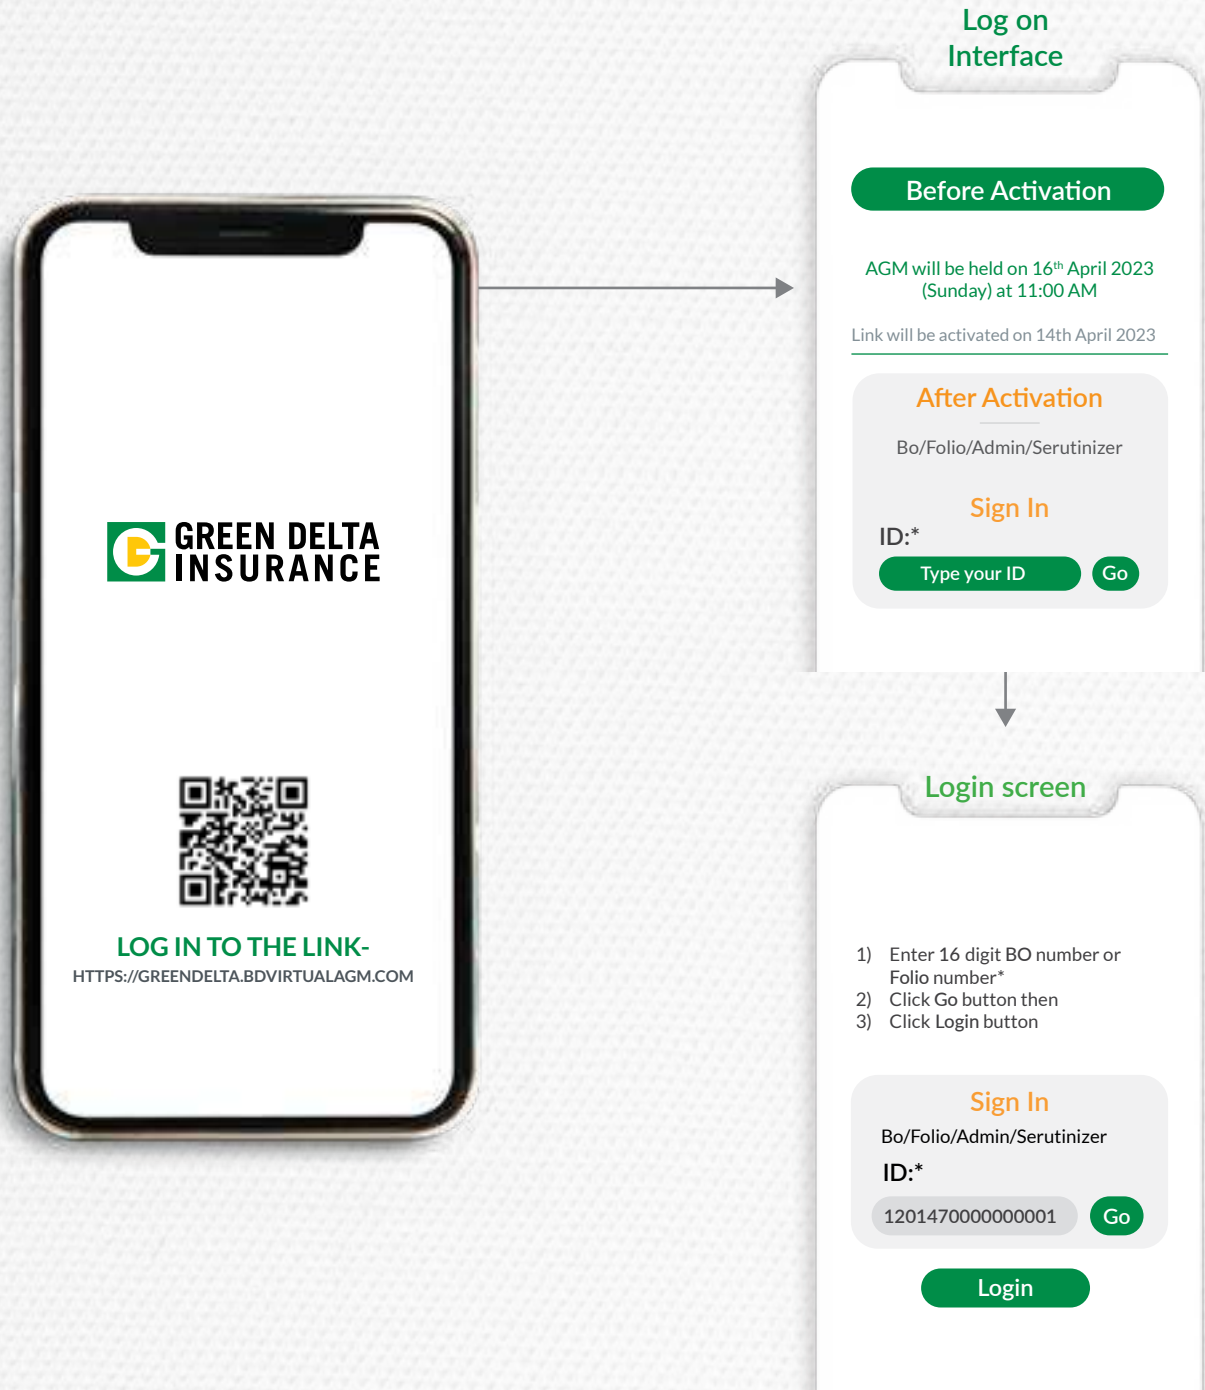 GREEN DELTA
INSURANCE
LOG IN TO THE LINK-
HTTPS://GREENDELTA.BDVIRTUALAGM.COM
Log on
Interface
Before Activation
AGM will be held on 16th April 2023
(Sunday) at 11:00 AM
Link will be activated on 14th April 2023
After Activation
Bo/Folio/Admin/Serutinizer
Sign In
ID:*
Type your ID Go
Login screen
1) Enter 16 digit BO number or
Folio number*
2) Click Go button then
3) Click Login button
Sign In
Bo/Folio/Admin/Serutinizer
ID:*
1201470000000001 Go
Login